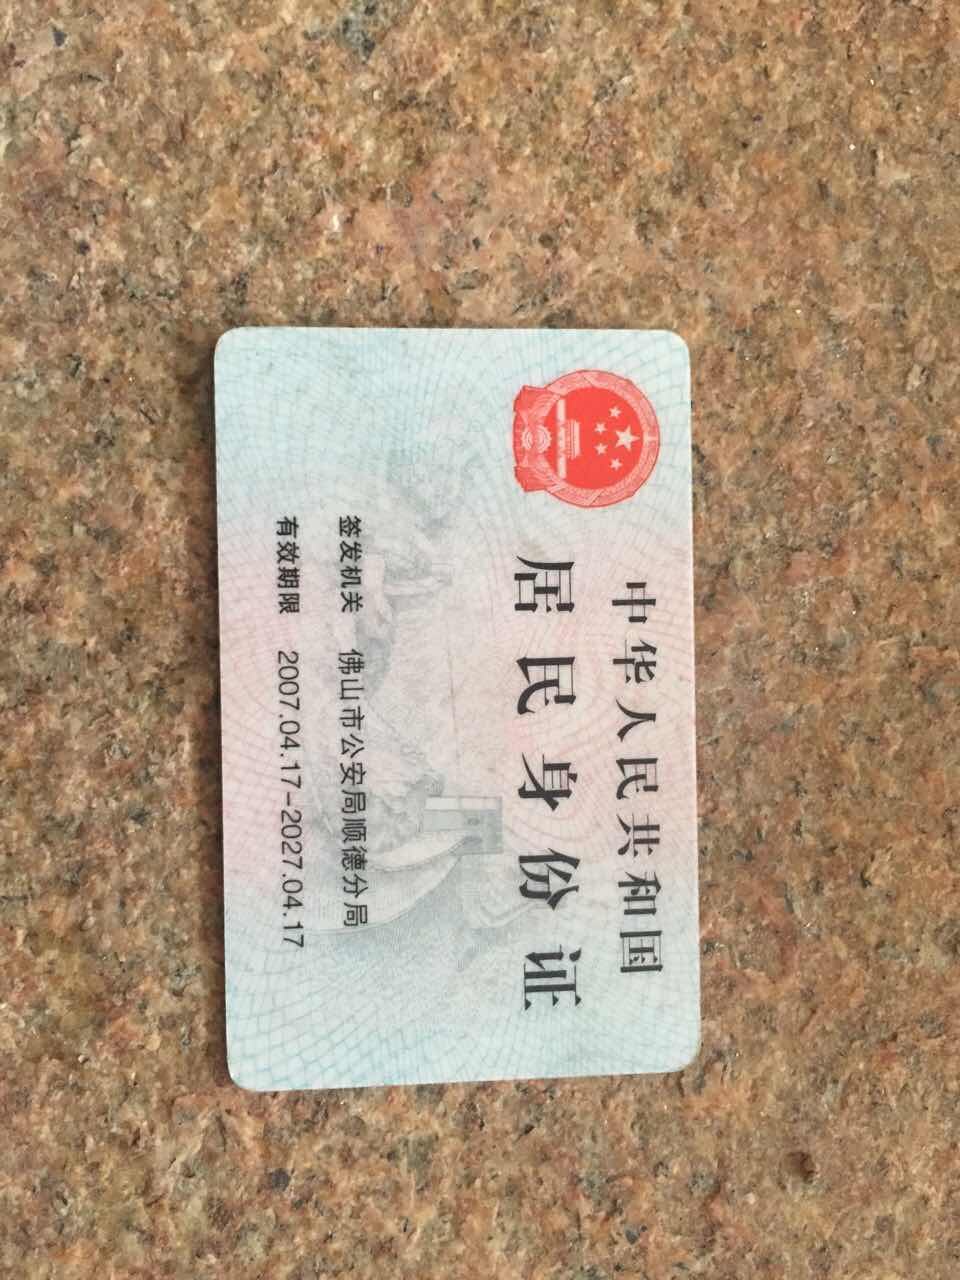 中华人民共和国
居民身份证
签发机关 佛山市公安局顺德分局
有效期限 2007.04.17-2027.04.17